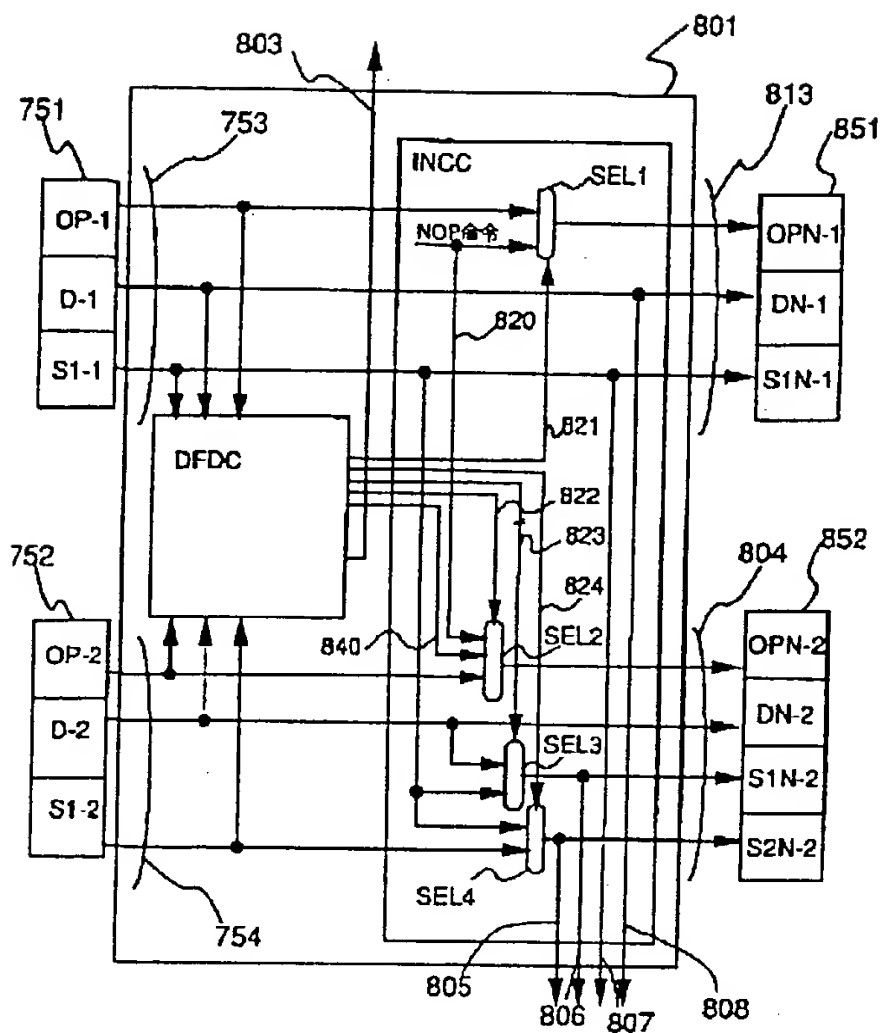 803
801
751
753
813
851
INCC
SEL1
OP-1
NOP命令
OPN-1
D-1
820
DN-1
S1-1
S1N-1
821
DFDC
822
823
752
804
852
824
OP-2
840
SEL2
OPN-2
D-2
DN-2
SEL3
S1N-2
S1-2
S2N-2
SEL4
754
805
806
807
808